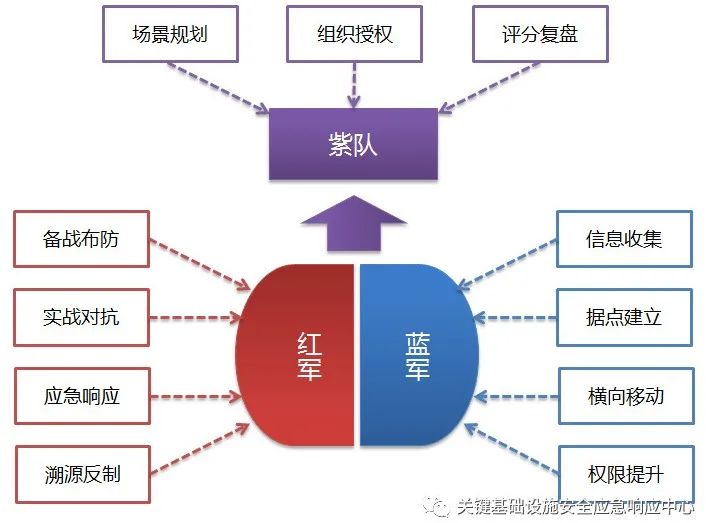 场景规划
组织授权
评分复盘
紫队
备战布防
信息收集
实战对抗
据点建立
红军
蓝军
应急响应
横向移动
溯源反制
权限提升
关键基础设施安全应急响应中心